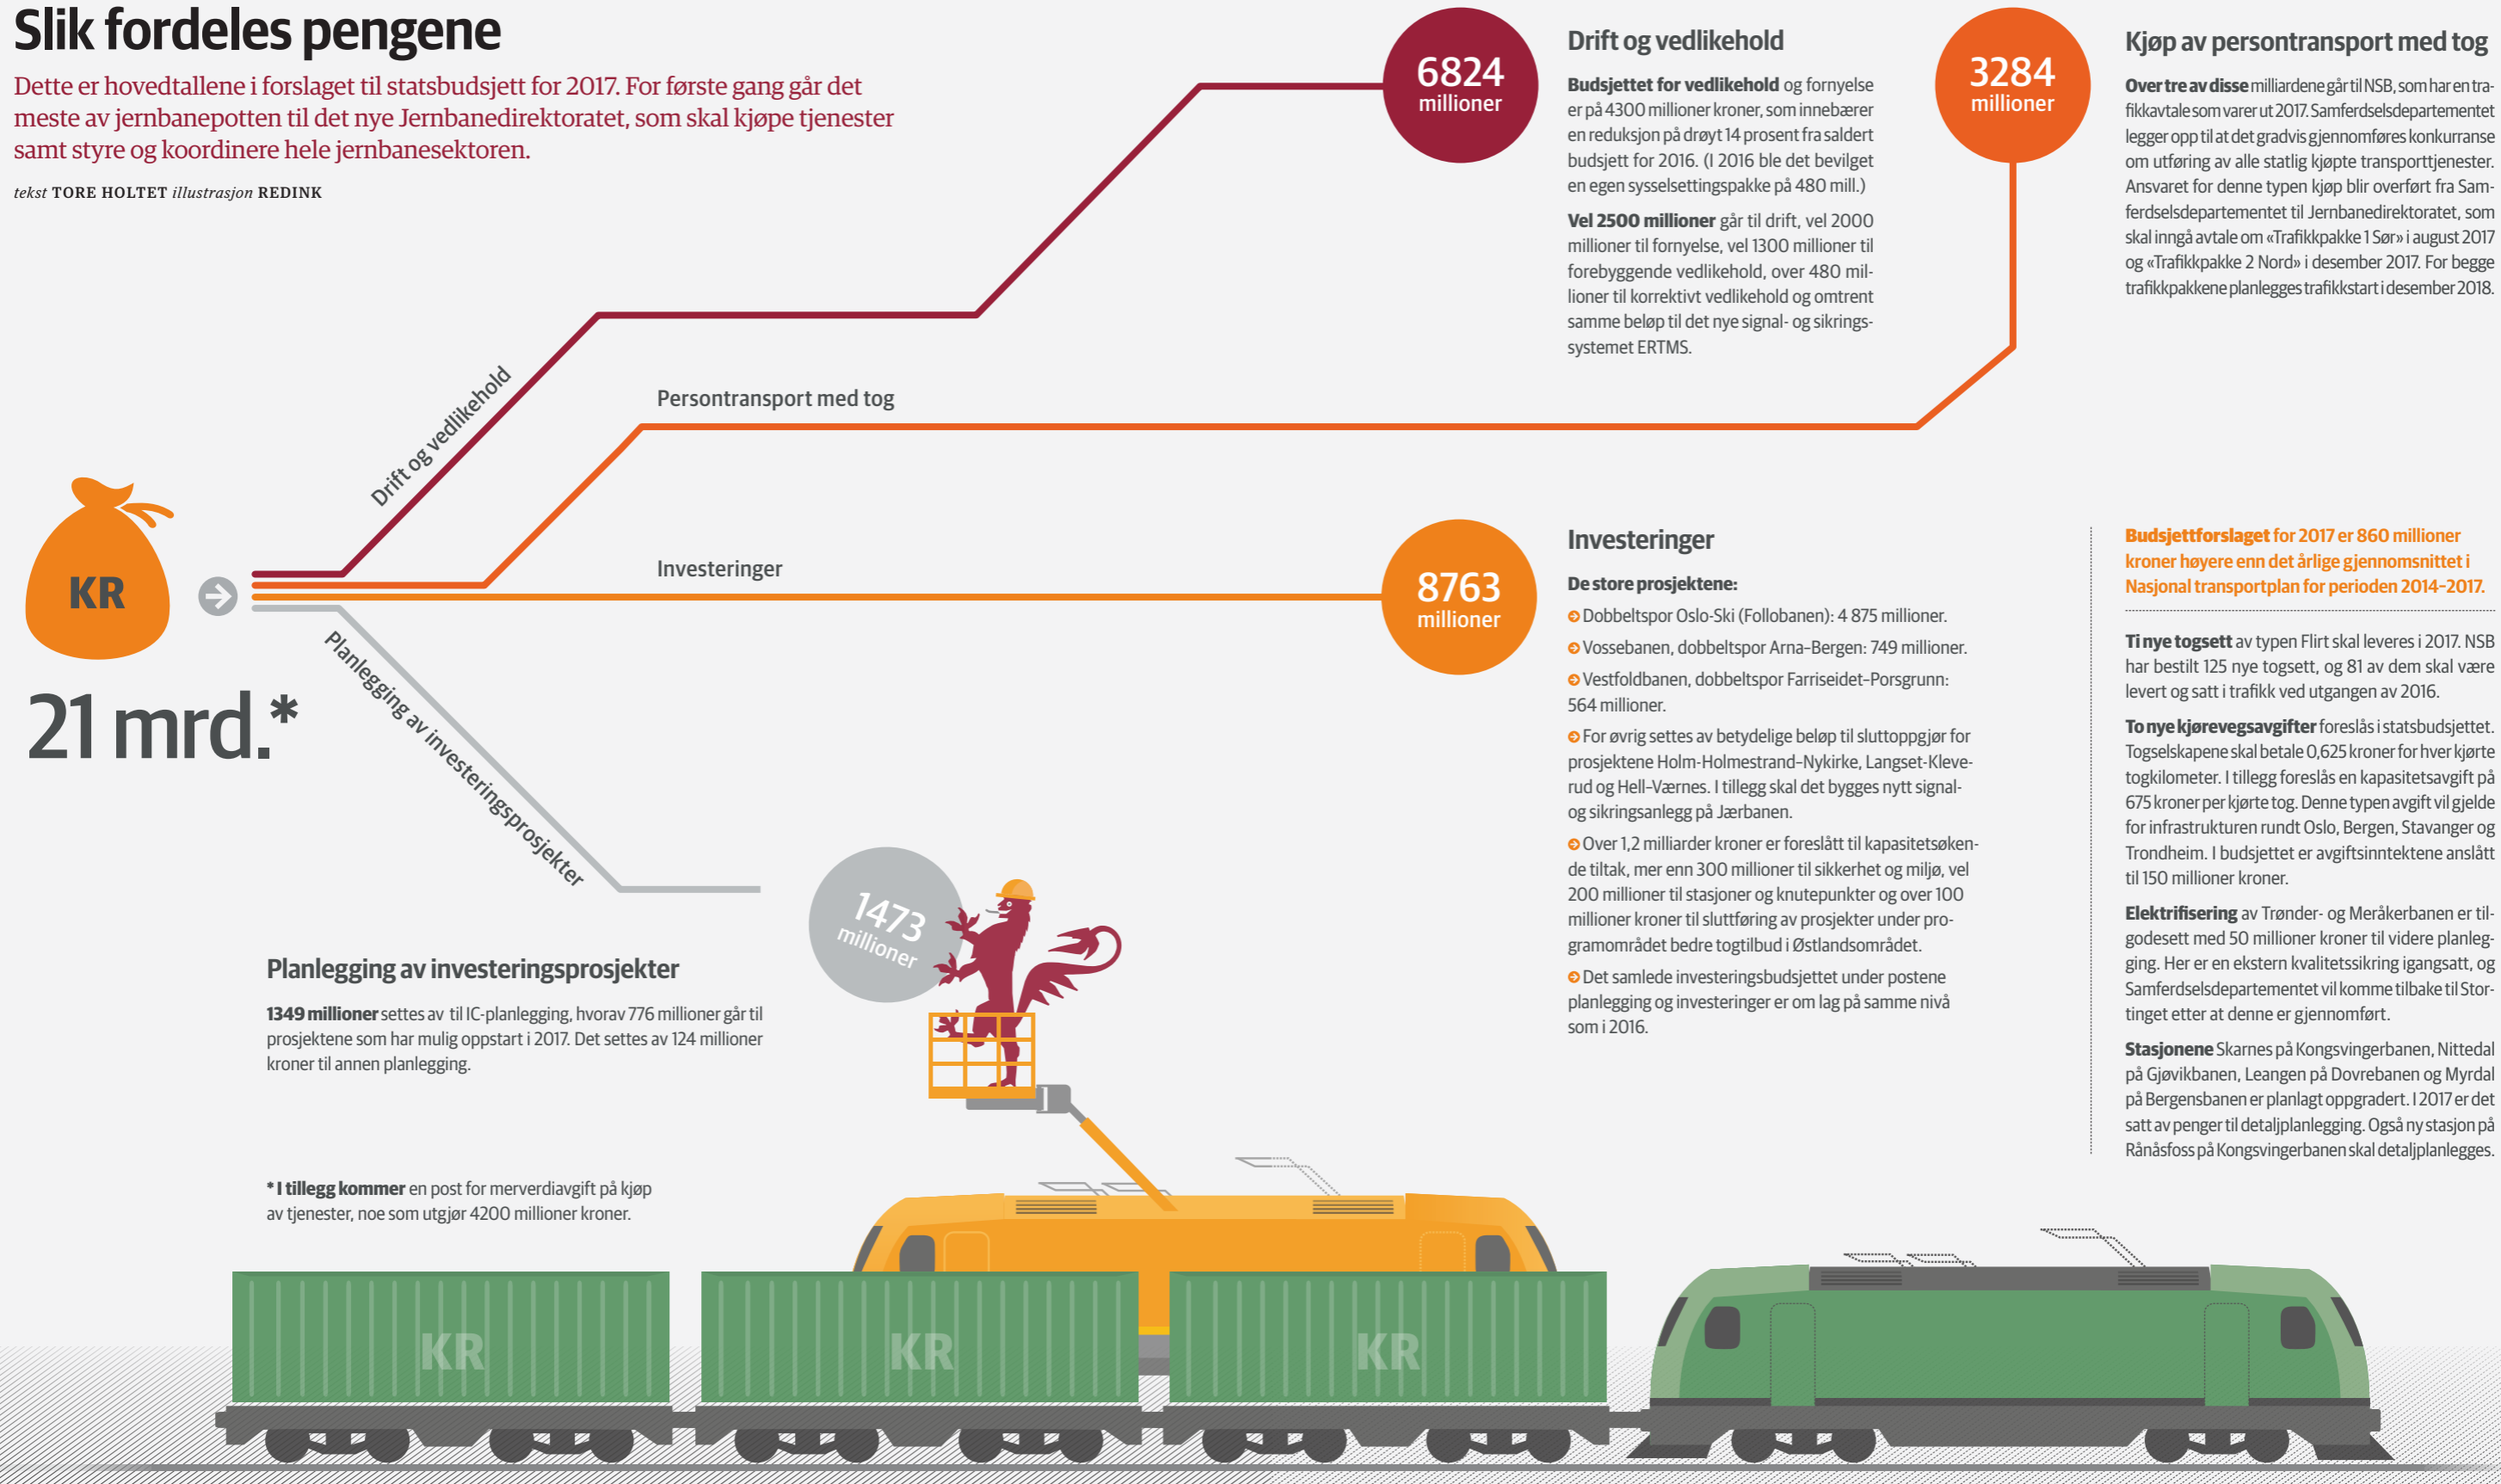 Slik fordeles pengene
Dette er hovedtallene i forslaget til statsbudsjett for 2017. For første gang går det
meste av jernbanepotten til det nye Jernbanedirektoratet, som skal kjøpe tjenester
samt styre og koordinere hele jernbanesektoren.
tekst TORE HOLTET illustrasjon REDINK
6824
millioner
Drift og vedlikehold
Budsjettet for vedlikehold og fornyelse
er på 4300 millioner kroner, som innebærer
en reduksjon på drøyt 14 prosent fra saldert
budsjett for 2016. (I 2016 ble det bevilget
en egen sysselsettingspakke på 480 mill.)
Vel 2500 millioner går til drift, vel 2000
millioner til fornyelse, vel 1300 millioner til
forebyggende vedlikehold, over 480 mil-
lioner til korrektivt vedlikehold og omtrent
samme beløp til det nye signal- og sikrings-
systemet ERTMS.
3284
millioner
Kjøp av persontransport med tog
Over tre av disse milliardene går til NSB, som har en tra-
fikkavtale som varer ut 2017. Samferdselsdepartementet
legger opp til at det gradvis gjennomføres konkurranse
om utføring av alle statlig kjøpte transporttjenester.
Ansvaret for denne typen kjøp blir overført fra Sam-
ferdselsdepartementet til Jernbanedirektoratet, som
skal inngå avtale om «Trafikkpakke 1 Sør» i august 2017
og «Trafikkpakke 2 Nord» i desember 2017. For begge
trafikkpakkene planlegges trafikkstart i desember 2018.
Drift og vedlikehold
Persontransport med tog
Investeringer
Planlegging av investeringsprosjekter
KR
21 mrd.*
8763
millioner
Investeringer
De store prosjektene:
Dobbeltspor Oslo-Ski (Follobanen): 4 875 millioner.
Vossebanen, dobbeltspor Arna–Bergen: 749 millioner.
Vestfoldbanen, dobbeltspor Farriseidet–Porsgrunn:
564 millioner.
For øvrig settes av betydelige beløp til sluttoppgjør for
prosjektene Holm-Holmestrand–Nykirke, Langset-Kleve-
rud og Hell–Værnes. I tillegg skal det bygges nytt signal-
og sikringsanlegg på Jærbanen.
Over 1,2 milliarder kroner er foreslått til kapasitetsøken-
de tiltak, mer enn 300 millioner til sikkerhet og miljø, vel
200 millioner til stasjoner og knutepunkter og over 100
millioner kroner til sluttføring av prosjekter under pro-
gramområdet bedre togtilbud i Østlandsområdet.
Det samlede investeringsbudsjettet under postene
planlegging og investeringer er om lag på samme nivå
som i 2016.
Budsjettforslaget for 2017 er 860 millioner
kroner høyere enn det årlige gjennomsnittet i
Nasjonal transportplan for perioden 2014–2017.
Ti nye togsett av typen Flirt skal leveres i 2017. NSB
har bestilt 125 nye togsett, og 81 av dem skal være
levert og satt i trafikk ved utgangen av 2016.
To nye kjørevegsavgifter foreslås i statsbudsjettet.
Togselskapene skal betale 0,625 kroner for hver kjørte
togkilometer. I tillegg foreslås en kapasitetsavgift på
675 kroner per kjørte tog. Denne typen avgift vil gjelde
for infrastrukturen rundt Oslo, Bergen, Stavanger og
Trondheim. I budsjettet er avgiftsinntektene anslått
til 150 millioner kroner.
Elektrifisering av Trønder- og Meråkerbanen er til-
godesett med 50 millioner kroner til videre planleg-
ging. Her er en ekstern kvalitetssikring igangsatt, og
Samferdselsdepartementet vil komme tilbake til Stor-
tinget etter at denne er gjennomført.
Stasjonene Skarnes på Kongsvingerbanen, Nittedal
på Gjøvikbanen, Leangen på Dovrebanen og Myrdal
på Bergensbanen er planlagt oppgradert. I 2017 er det
satt av penger til detaljplanlegging. Også ny stasjon på
Rånåsfoss på Kongsvingerbanen skal detaljplanlegges.
1473
millioner
Planlegging av investeringsprosjekter
1349 millioner settes av til IC-planlegging, hvorav 776 millioner går til
prosjektene som har mulig oppstart i 2017. Det settes av 124 millioner
kroner til annen planlegging.
* I tillegg kommer en post for merverdiavgift på kjøp
av tjenester, noe som utgjør 4200 millioner kroner.
KR
KR
KR